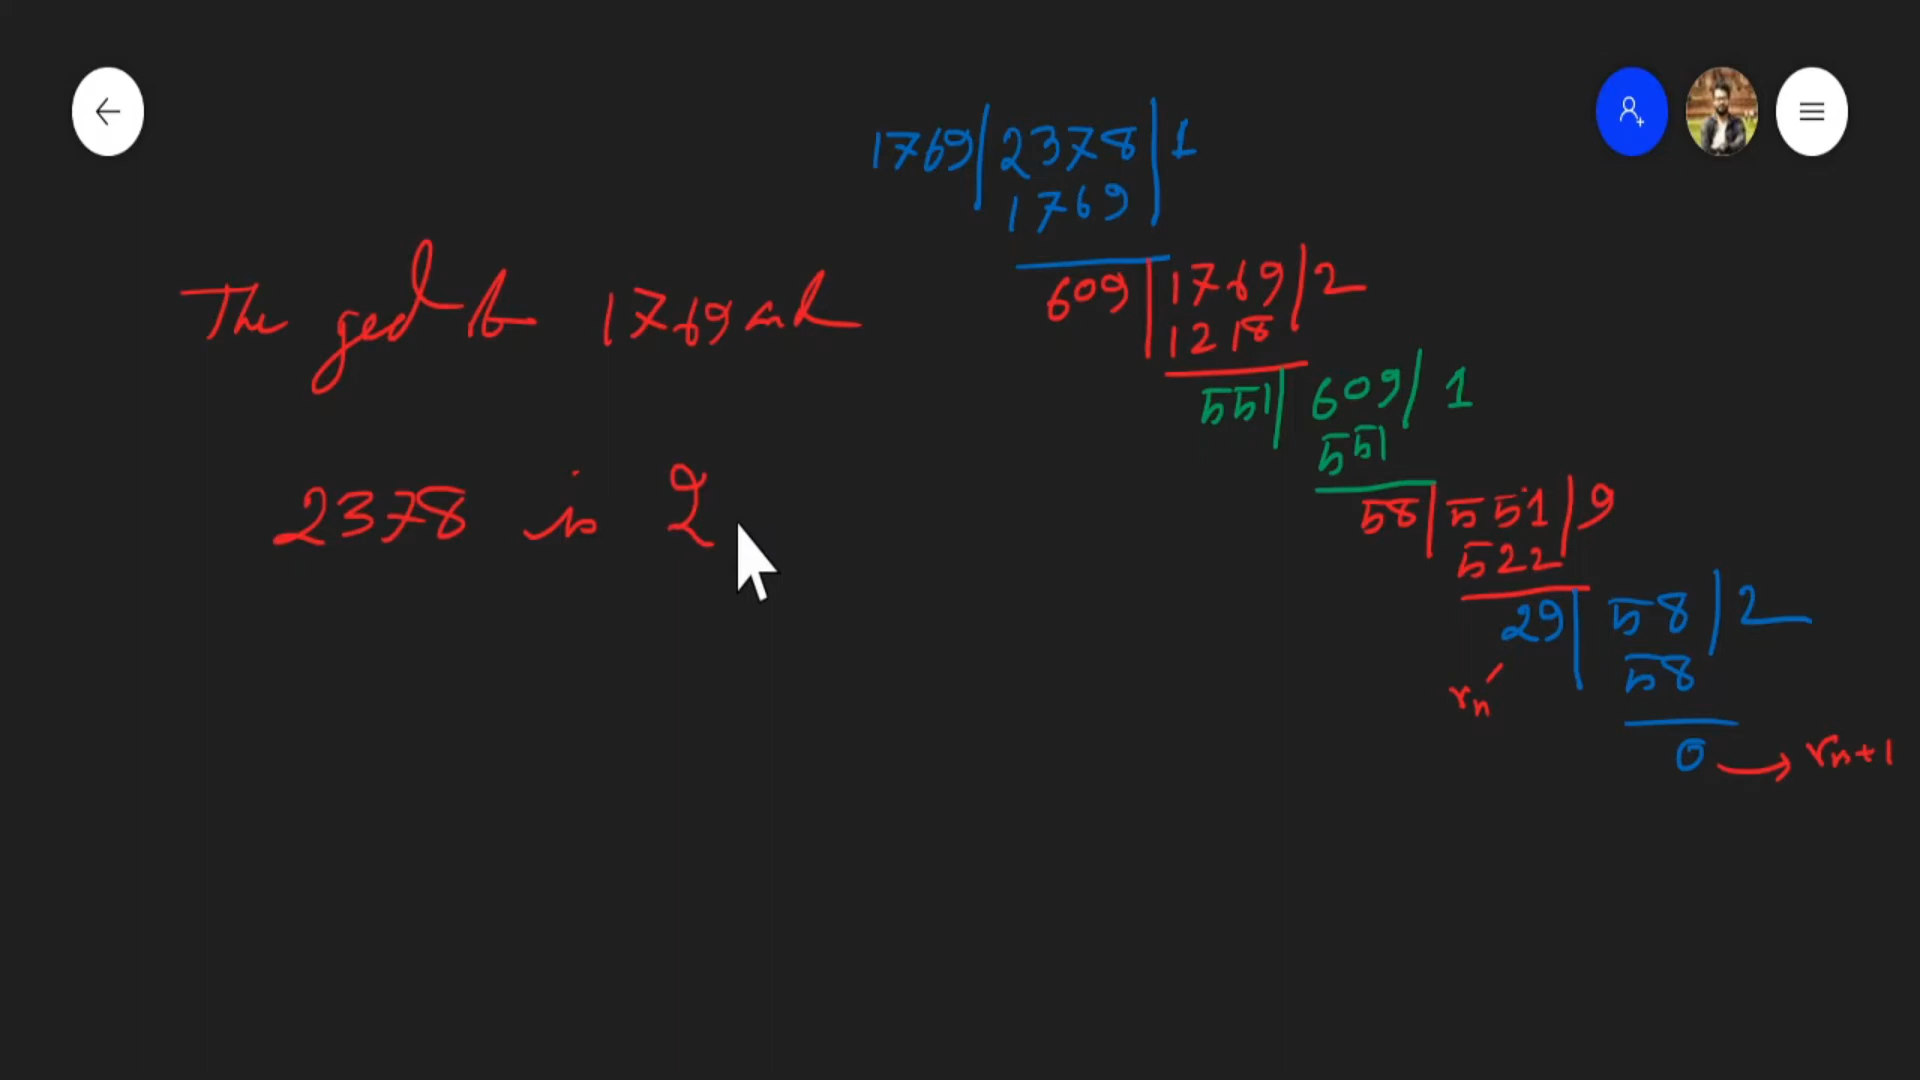 1769|2378|1
1769
609|1769|2
1218
551|609|1
551
58|551|9
522
29|58|2
58
0 → rn+1
rn
The gcd of 1769 and
2378 is 2